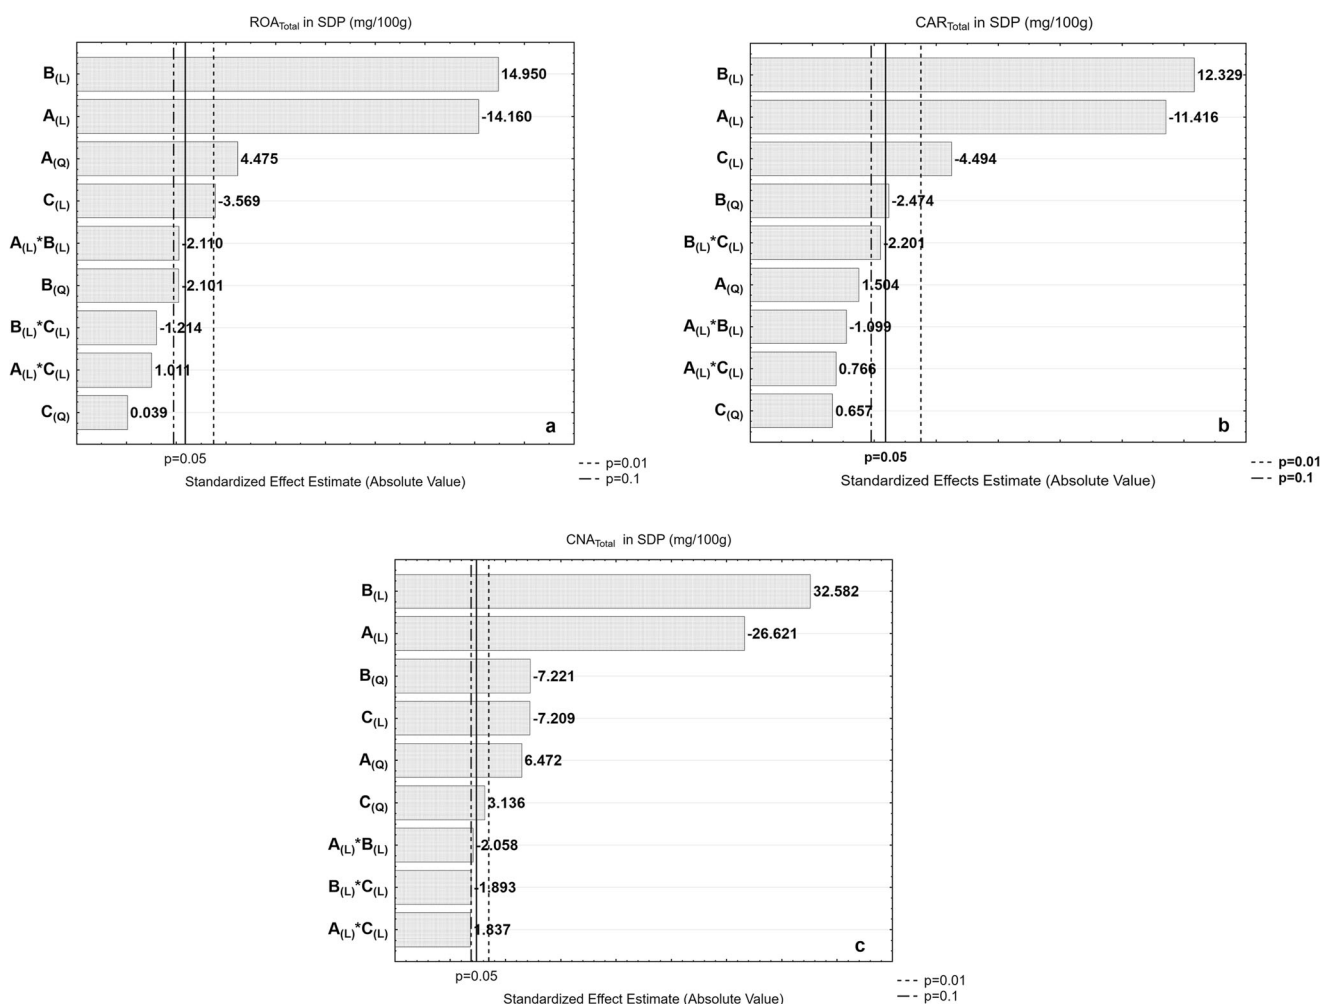 ROATotal in SDP (mg/100g)
B(L) 14.950
A(L) -14.160
A(Q) 4.475
C(L) -3.569
A(L)*B(L) -2.110
B(Q) -2.101
B(L)*C(L) -1.214
A(L)*C(L) 1.011
C(Q) 0.039
a
p=0.05
p=0.01
p=0.1
Standardized Effect Estimate (Absolute Value)
CARTotal in SDP (mg/100g)
B(L) 12.329
A(L) -11.416
C(L) -4.494
B(Q) -2.474
B(L)*C(L) -2.201
A(Q) 1.504
A(L)*B(L) -1.099
A(L)*C(L) 0.766
C(Q) 0.657
b
p=0.05
p=0.01
p=0.1
Standardized Effects Estimate (Absolute Value)
CNATotal in SDP (mg/100g)
B(L) 32.582
A(L) -26.621
B(Q) -7.221
C(L) -7.209
A(Q) 6.472
C(Q) 3.136
A(L)*B(L) -2.058
B(L)*C(L) -1.893
A(L)*C(L) 1.837
c
p=0.05
p=0.01
p=0.1
Standardized Effect Estimate (Absolute Value)